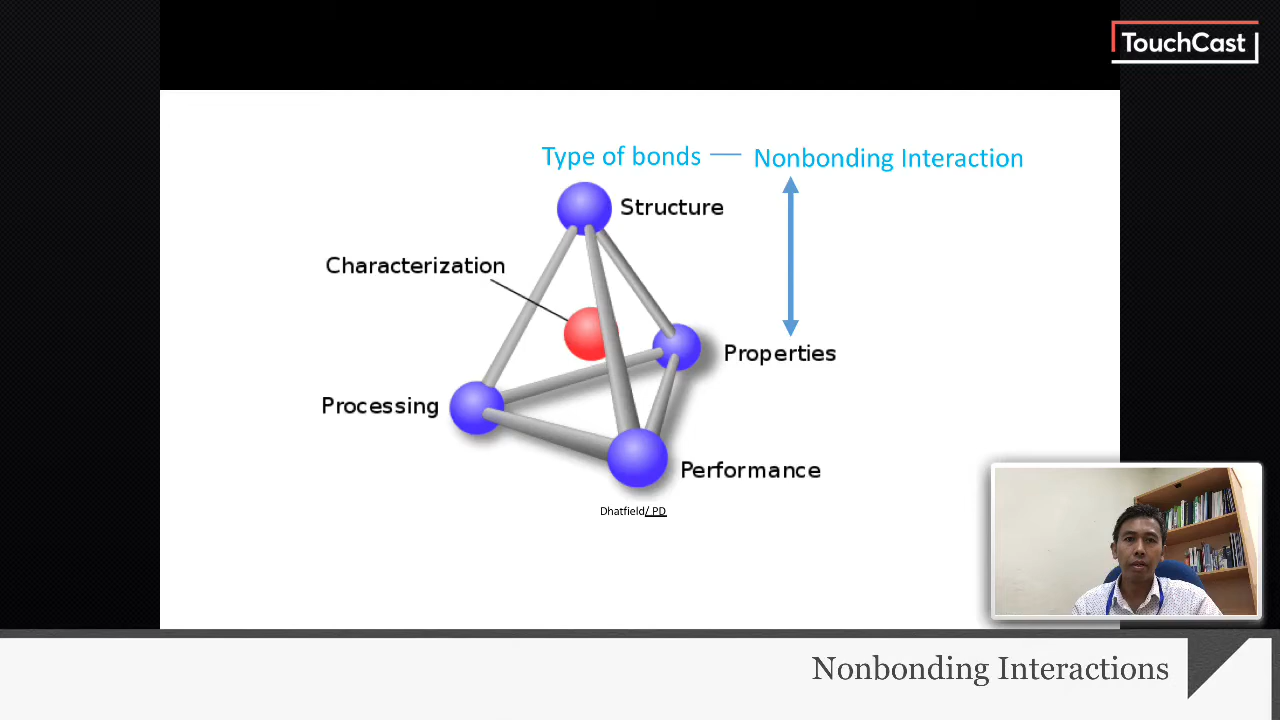 TouchCast
Type of bonds — Nonbonding Interaction
Structure
Characterization
Properties
Processing
Performance
Dhatfield/ PD
Nonbonding Interactions